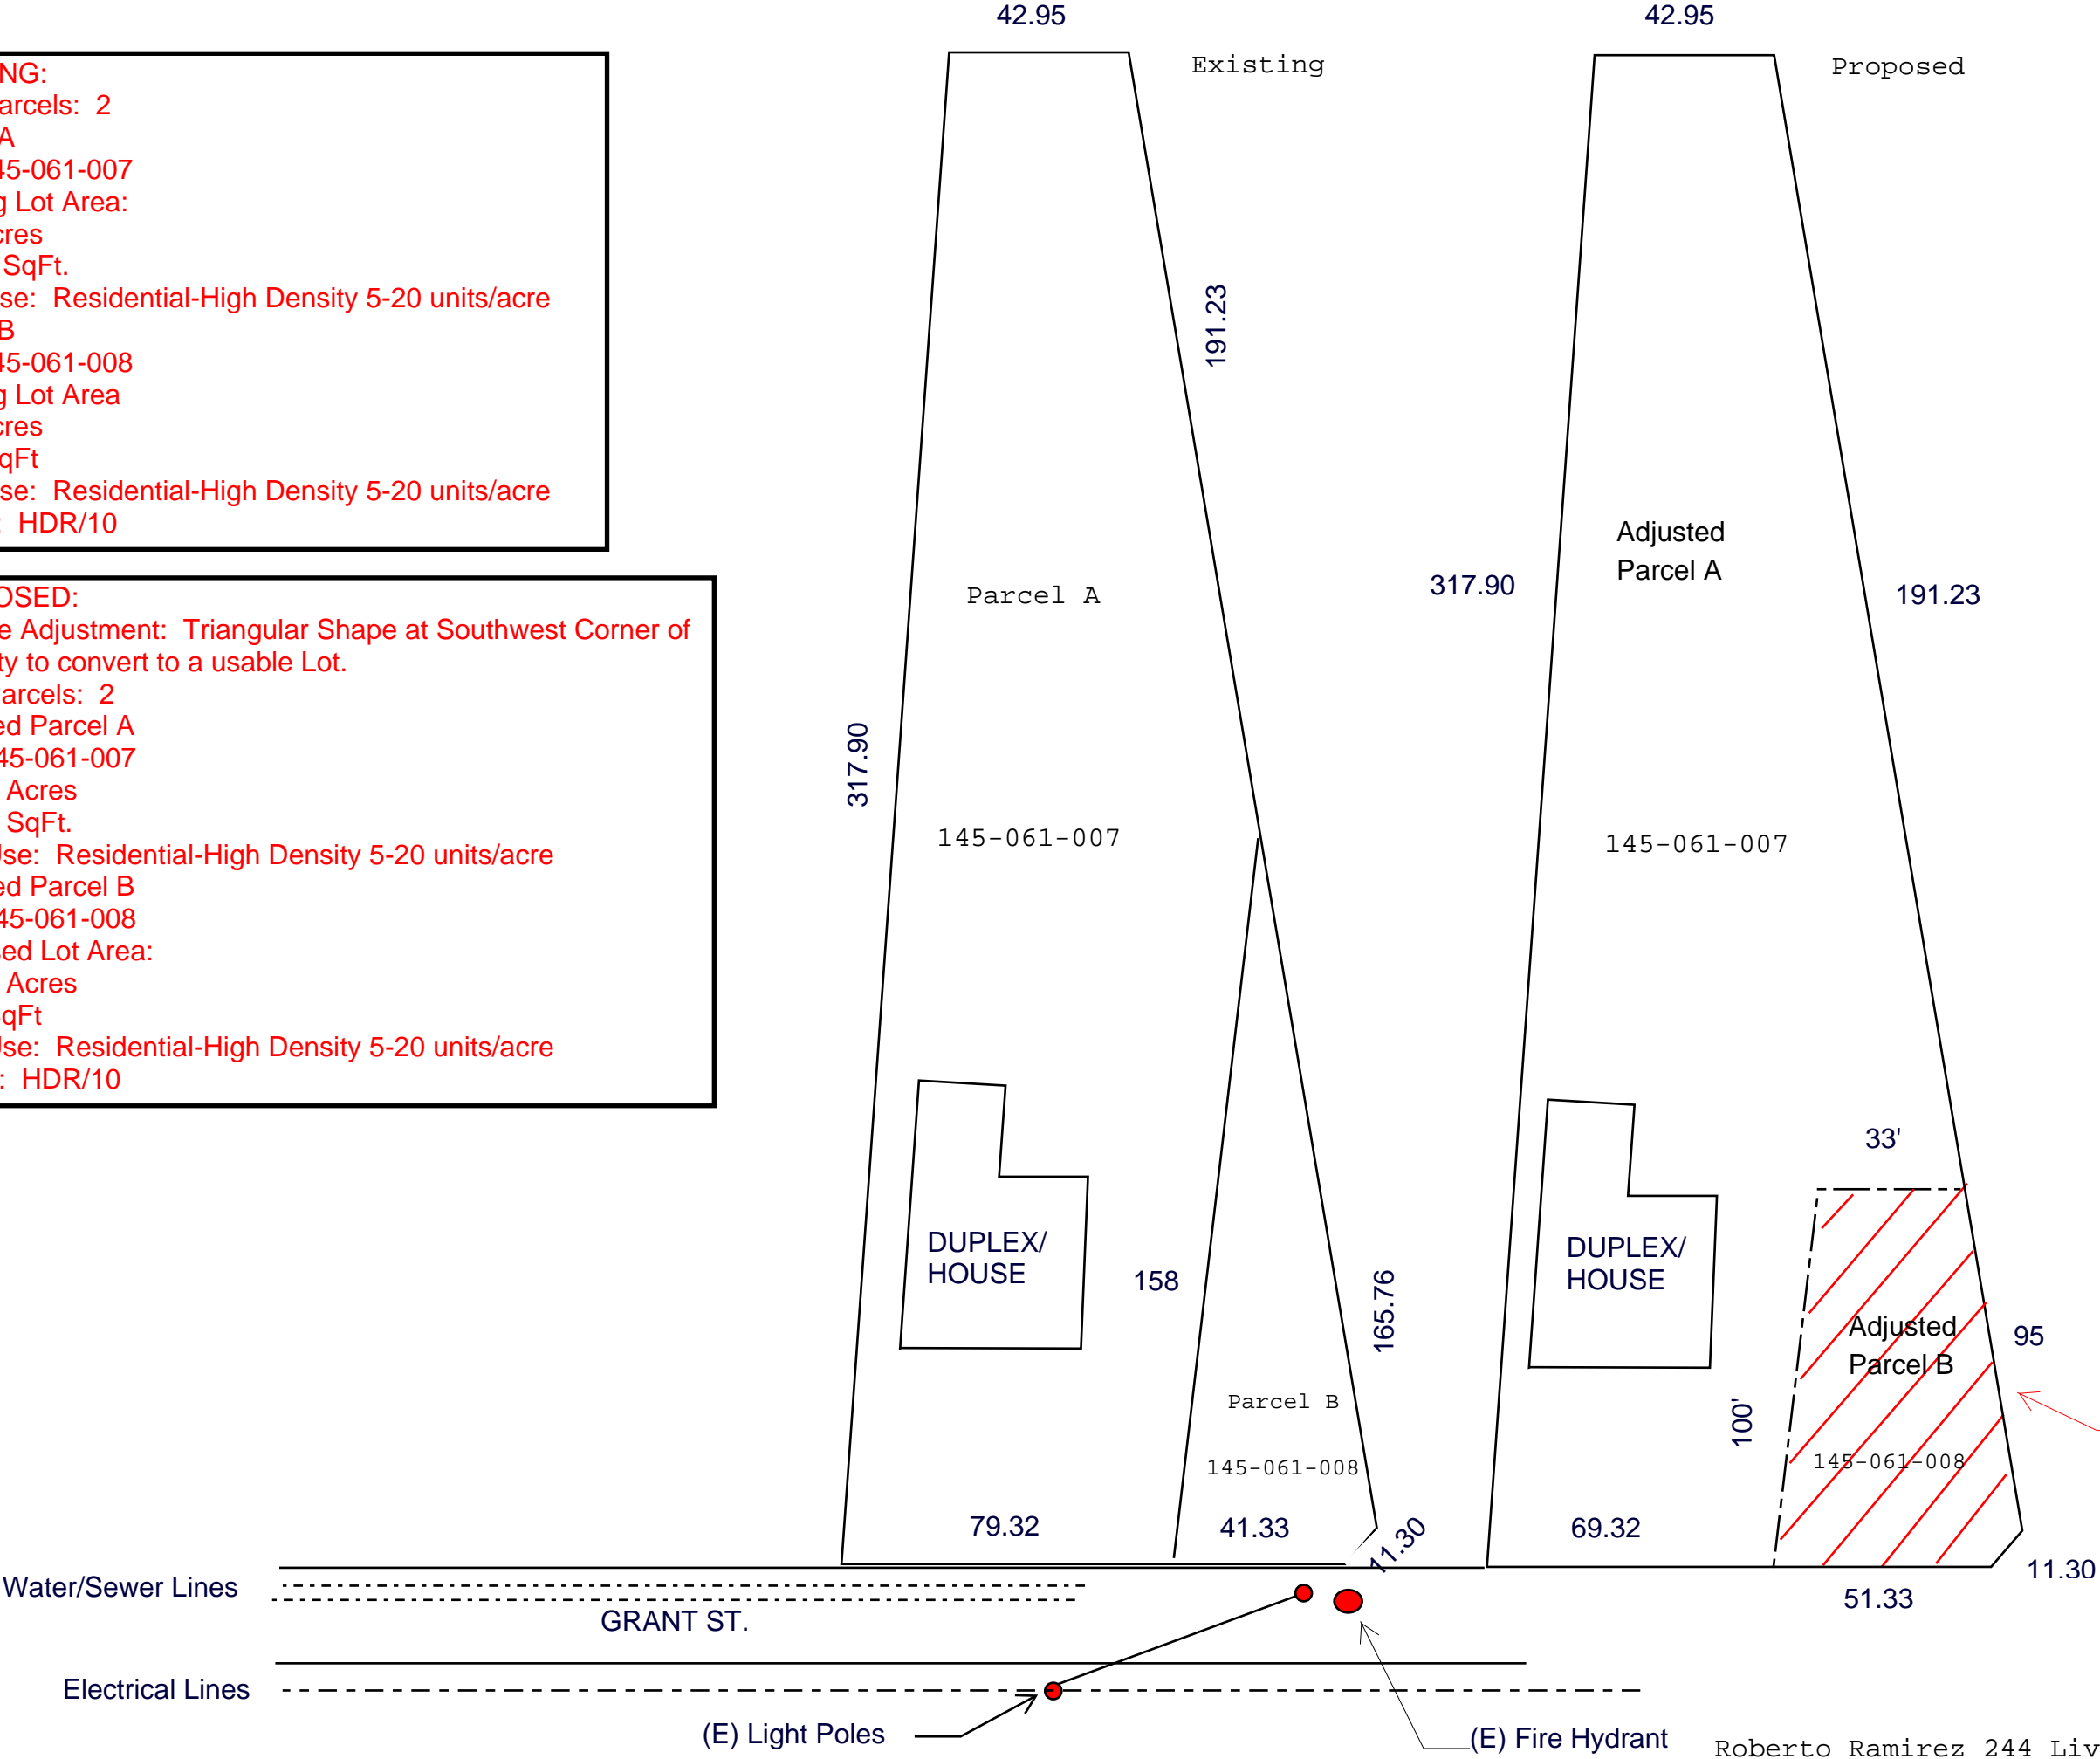 NG:
arcels: 2
A
45-061-007
g Lot Area:
cres
SqFt.
se: Residential-High Density 5-20 units/acre
B
45-061-008
g Lot Area
cres
qFt
se: Residential-High Density 5-20 units/acre
: HDR/10
OSED:
e Adjustment: Triangular Shape at Southwest Corner of
ty to convert to a usable Lot.
arcels: 2
ed Parcel A
45-061-007
Acres
SqFt.
Use: Residential-High Density 5-20 units/acre
ed Parcel B
45-061-008
sed Lot Area:
Acres
qFt
Use: Residential-High Density 5-20 units/acre
: HDR/10
42.95
Existing
191.23
Parcel A
317.90
145-061-007
DUPLEX/
HOUSE
158
165.76
Parcel B
145-061-008
79.32
41.33
11.30
42.95
Proposed
Adjusted
Parcel A
317.90
191.23
145-061-007
33'
DUPLEX/
HOUSE
Adjusted
Parcel B
95
100'
145-061-008
69.32
11.30
51.33
Water/Sewer Lines
GRANT ST.
Electrical Lines
(E) Light Poles
(E) Fire Hydrant
Roberto Ramirez 244 Liv